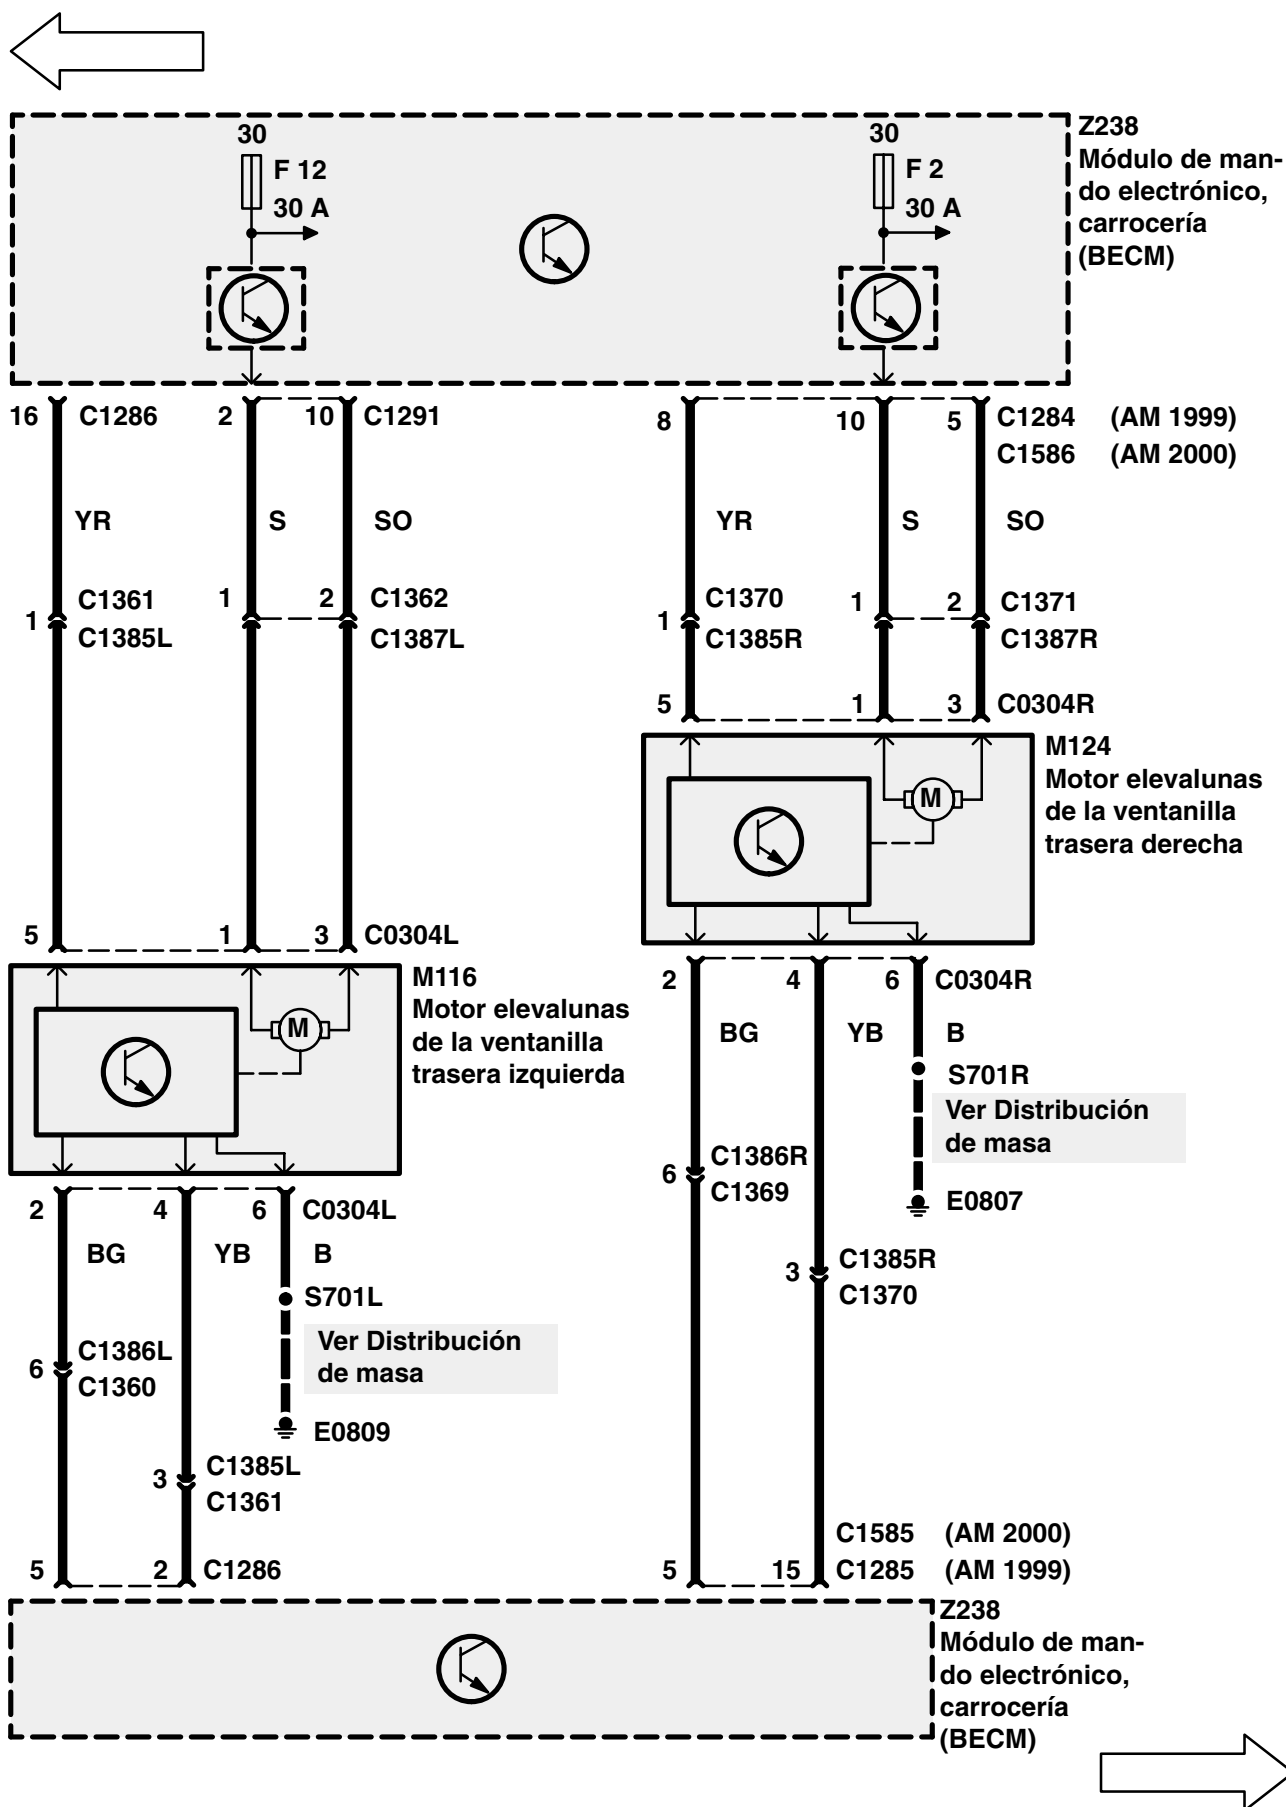 30 30
F 12 F 2
30 A 30 A
Z238
Módulo de man-
do electrónico,
carrocería
(BECM)
16 C1286 2 10 C1291 8 10 5 C1284 (AM 1999)
C1586 (AM 2000)
YR S SO YR S SO
C1361 1 2 C1362 C1370 1 2 C1371
1 1
C1385L C1387L C1385R C1387R
5 1 3 C0304R
M124
Motor elevalunas
de la ventanilla
trasera derecha
M
5 1 3 C0304L
M116
Motor elevalunas
de la ventanilla
trasera izquierda
M
2 4 6 C0304R
BG YB B
S701R
Ver Distribución
de masa
E0807
6 C1386R
C1369
3 C1385R
C1370
2 4 6 C0304L
BG YB B
S701L
Ver Distribución
de masa
E0809
6 C1386L
C1360
3 C1385L
C1361
C1585 (AM 2000)
5 2 C1286 5 15 C1285 (AM 1999)
Z238
Módulo de man-
do electrónico,
carrocería
(BECM)